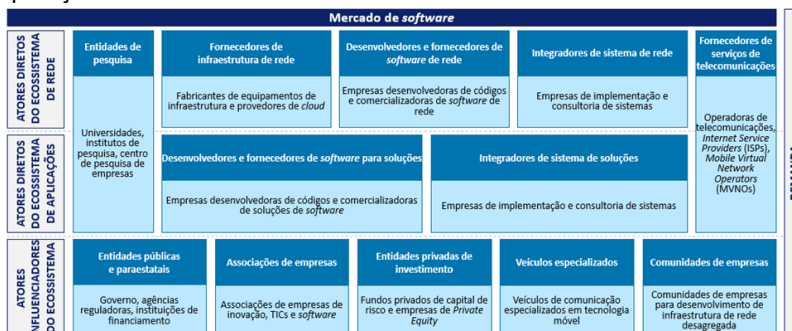 Mercado de software
ATORES DIRETOS
DO ECOSSISTEMA
DE REDE
Entidades de
pesquisa
Universidades,
institutos de
pesquisa, centro
de pesquisa de
empresas
Fornecedores de
infraestrutura de rede
Fabricantes de equipamentos de
infraestrutura e provedores de cloud
Desenvolvedores e fornecedores de
software de rede
Empresas desenvolvedoras de códigos
e comercializadoras de software de
rede
Integradores de sistema de rede
Empresas de implementação e
consultoria de sistemas
Fornecedores de
serviços de
telecomunicações
Operadoras de
telecomunicações,
Internet Service
Providers (ISPs),
Mobile Virtual
Network
Operators
(MVNOs)
ATORES DIRETOS
DO ECOSSISTEMA
DE APLICAÇÕES
Desenvolvedores e fornecedores de software para soluções
Empresas desenvolvedoras de códigos e comercializadoras
de soluções de software
Integradores de sistema de soluções
Empresas de implementação e consultoria de sistemas
ATORES
NFLUENCIADORES
DO ECOSSISTEMA
Entidades públicas
e paraestatais
Governo, agências
reguladoras, instituições de
financiamento
Associações de empresas
Associações de empresas de
inovação, TICs e software
Entidades privadas de
investimento
Fundos privados de capital de
risco e empresas de Private
Equity
Veículos especializados
Veículos de comunicação
especializados em tecnologia
móvel
Comunidades de empresas
Comunidades de empresas
para desenvolvimento de
infraestrutura de rede
desagregada